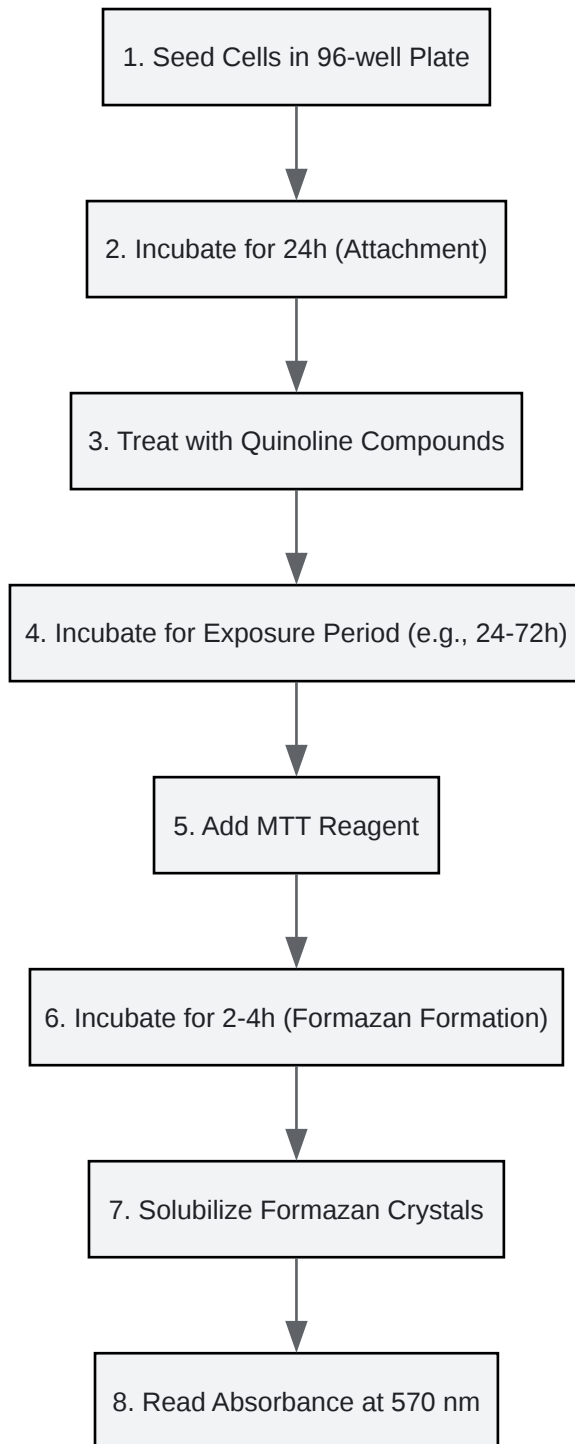 1. Seed Cells in 96-well Plate
2. Incubate for 24h (Attachment)
3. Treat with Quinoline Compounds
4. Incubate for Exposure Period (e.g., 24-72h)
5. Add MTT Reagent
6. Incubate for 2-4h (Formazan Formation)
7. Solubilize Formazan Crystals
8. Read Absorbance at 570 nm